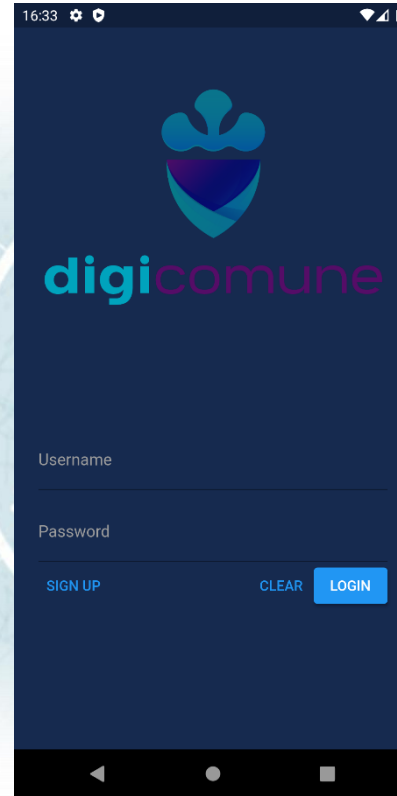 16:33
digicomune
Username
Password
SIGN UP CLEAR LOGIN